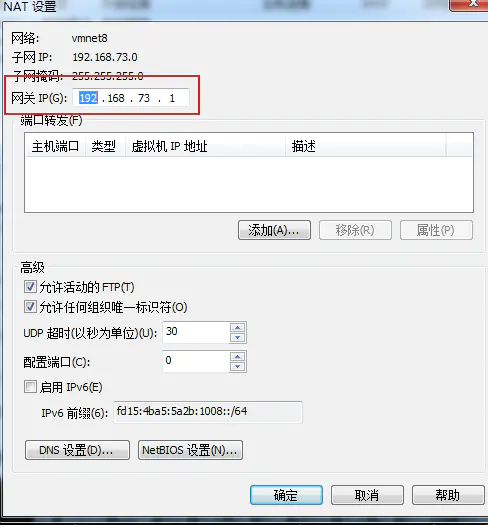 NAT 设置
网络: vmnet8
子网 IP: 192.168.73.0
子网掩码: 255.255.255.0
网关 IP(G): 192 . 168 . 73 . 1
端口转发(F)
主机端口 类型 虚拟机 IP 地址 描述
添加(A)... 移除(R) 属性(P)
高级
允许活动的 FTP(T)
允许任何组织唯一标识符(O)
UDP 超时(以秒为单位)(U): 30
配置端口(C): 0
启用 IPv6(E)
IPv6 前缀(6): fd15:4ba5:5a2b:1008::/64
DNS 设置(D)... NetBIOS 设置(N)...
确定 取消 帮助